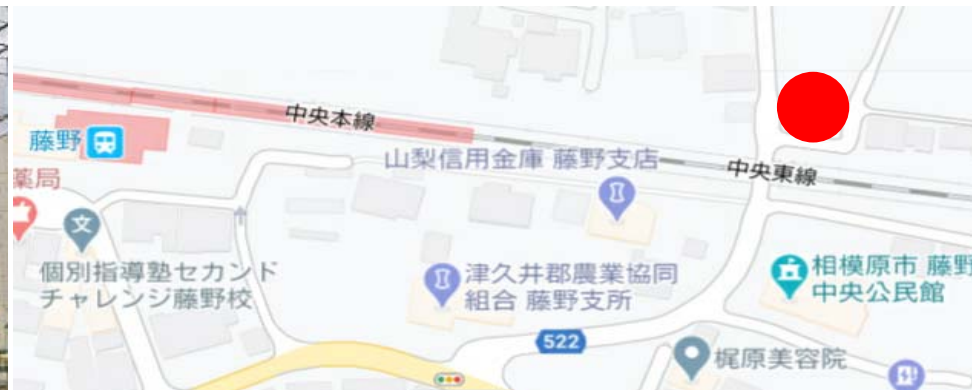 中央本線
藤野
山梨信用金庫 藤野支店
中央東線
薬局
個別指導塾セカンド
チャレンジ藤野校
津久井郡農業協同
組合 藤野支所
相模原市 藤野
中央公民館
522
梶原美容院
文